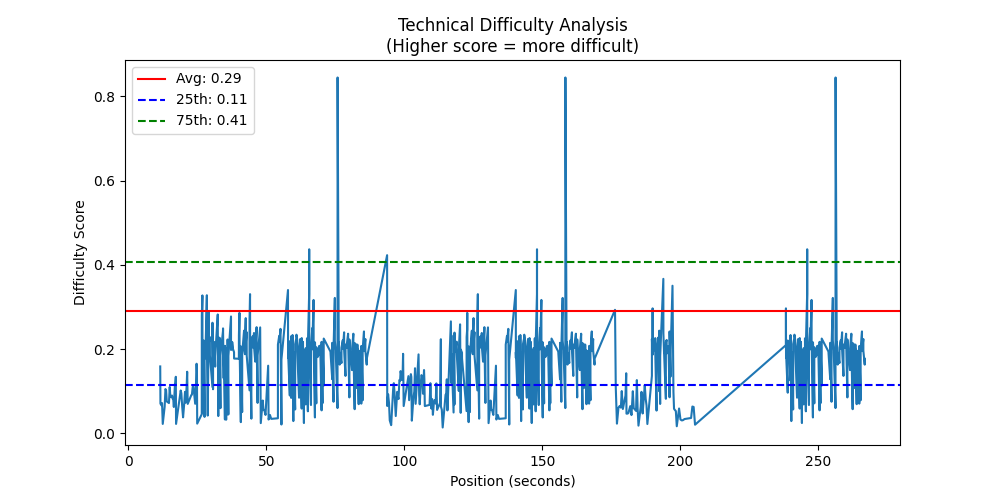 Technical Difficulty Analysis
(Higher score = more difficult)
Avg: 0.29
25th: 0.11
75th: 0.41
Difficulty Score
0.8
0.6
0.4
0.2
0.0
0
50
100
150
200
250
Position (seconds)